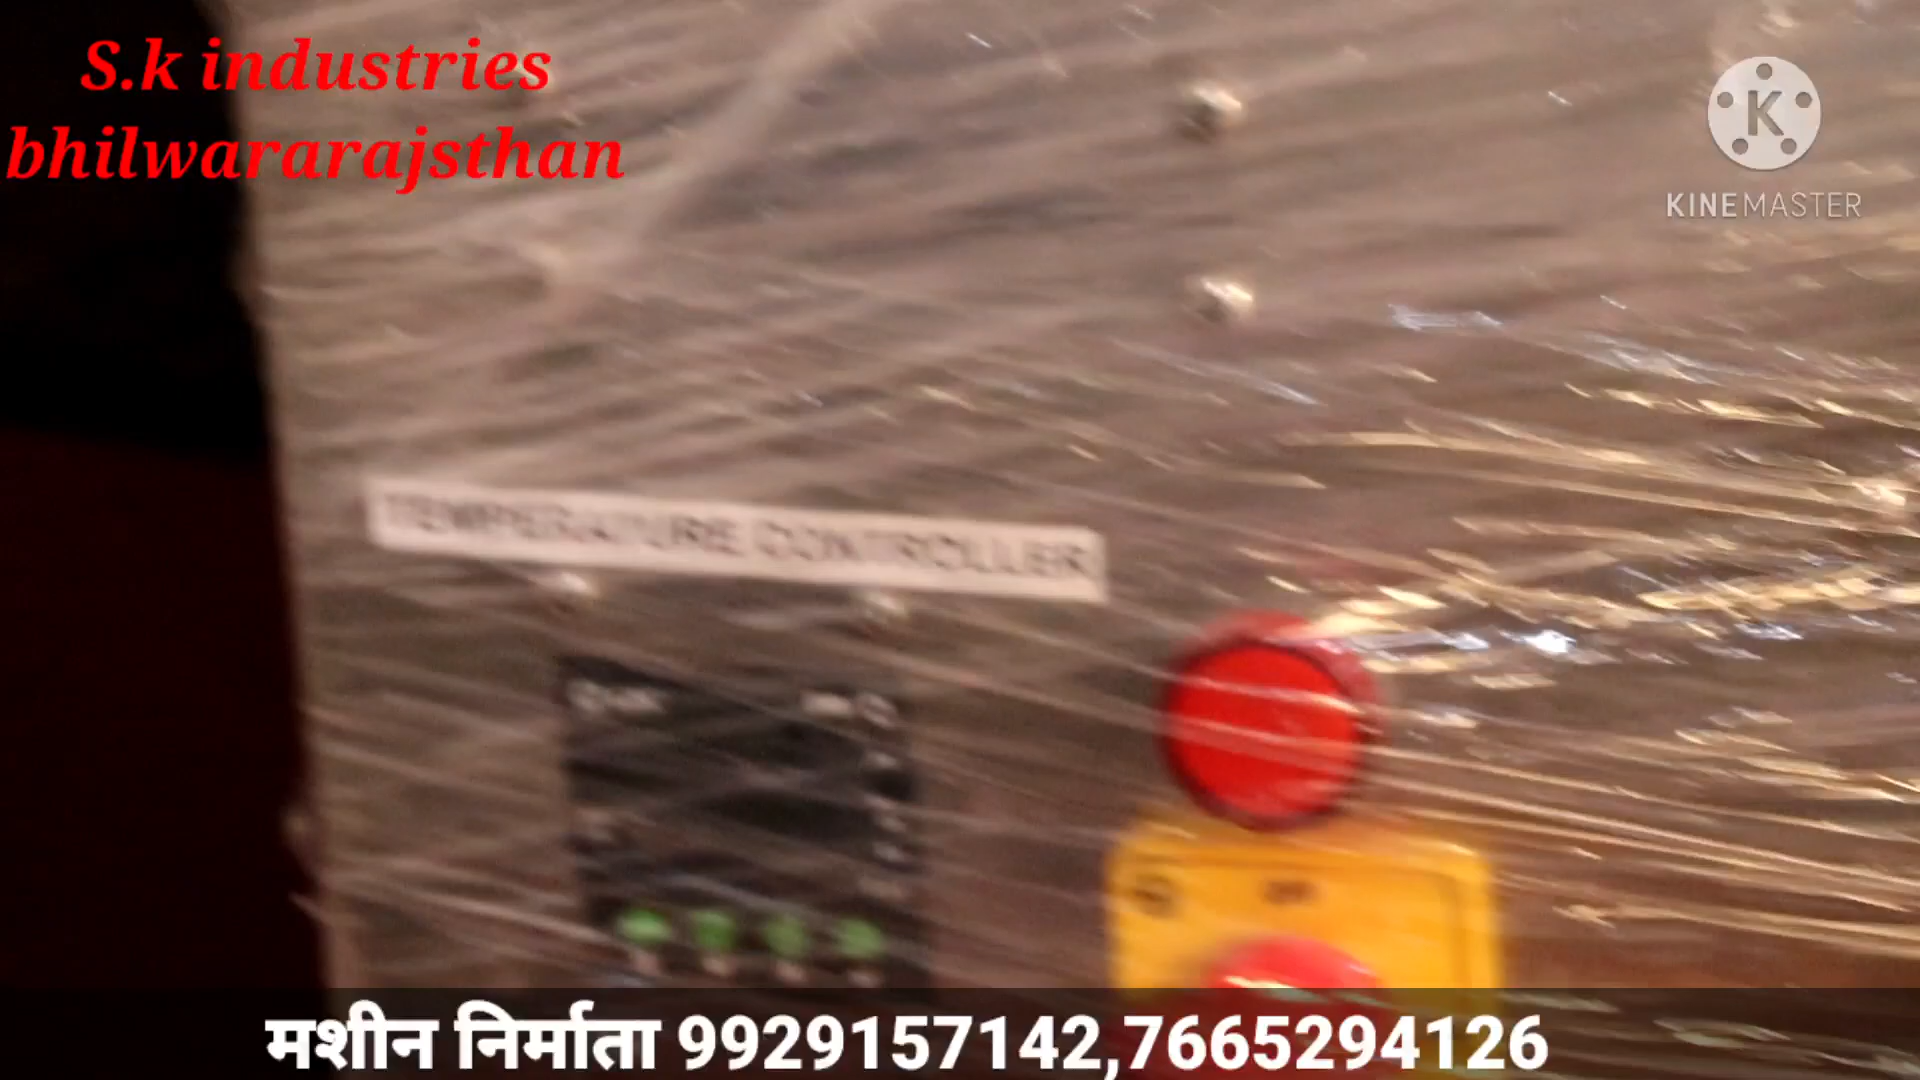 S.k industries
bhilwararajsthan
K
KINEMASTER
TEMPERATURE CONTROLLER
मशीन निर्माता 9929157142,7665294126